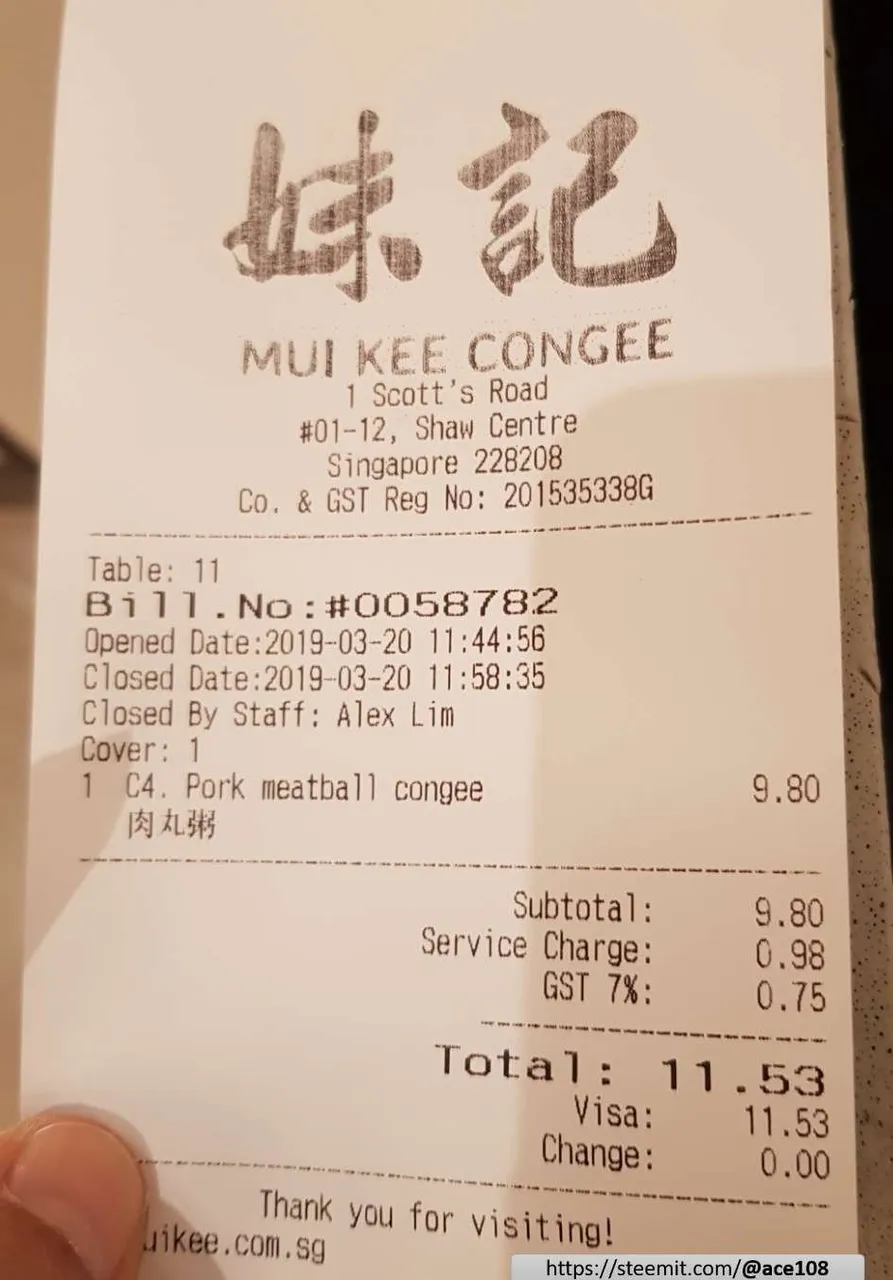 妹記
MUI KEE CONGEE
1 Scott's Road
#01-12, Shaw Centre
Singapore 228208
Co. & GST Reg No: 201535338G
Table: 11
Bill.No:#0058782
Opened Date:2019-03-20 11:44:56
Closed Date:2019-03-20 11:58:35
Closed By Staff: Alex Lim
Cover: 1
1 C4. Pork meatball congee 9.80
肉丸粥
Subtotal: 9.80
Service Charge: 0.98
GST 7%: 0.75
Total: 11.53
Visa: 11.53
Change: 0.00
Thank you for visiting!
uikee.com.sg
https://steemit.com/@ace108